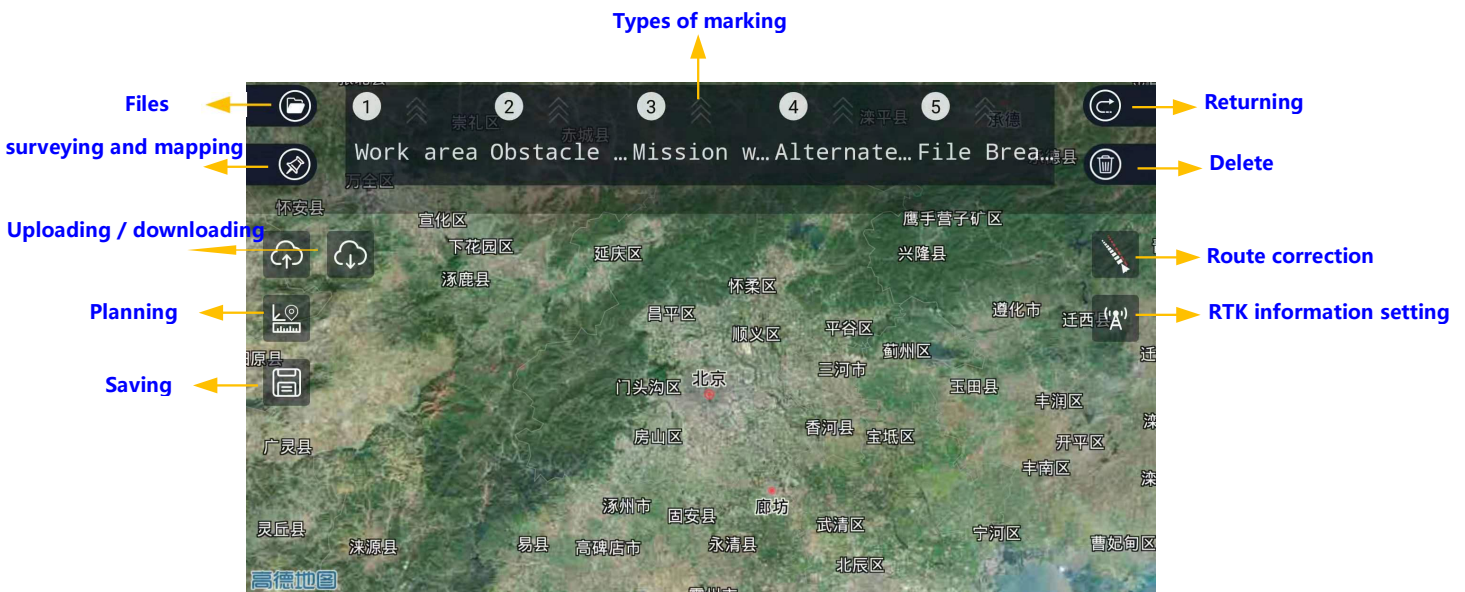 Types of marking
Files
surveying and mapping
Uploading / downloading
Planning
Saving
Returning
Delete
Route correction
RTK information setting
1 2 3 4 5
Work area Obstacle … Mission w… Alternate… File Brea…
崇礼区
赤城县
滦平县
承德
万全区
怀安县
宣化区
鹰手营子矿区
下花园区
延庆区
兴隆县
涿鹿县
怀柔区
昌平区
遵化市
顺义区
平谷区
迁西县
蓟州区
三河市
门头沟区
北京
玉田县
丰润区
香河县
房山区
宝坻区
开平区
广灵县
丰南区
涿州市
固安县
廊坊
武清区
灵丘县
涞源县
易县
高碑店市
永清县
宁河区
曹妃甸区
北辰区
高德地图